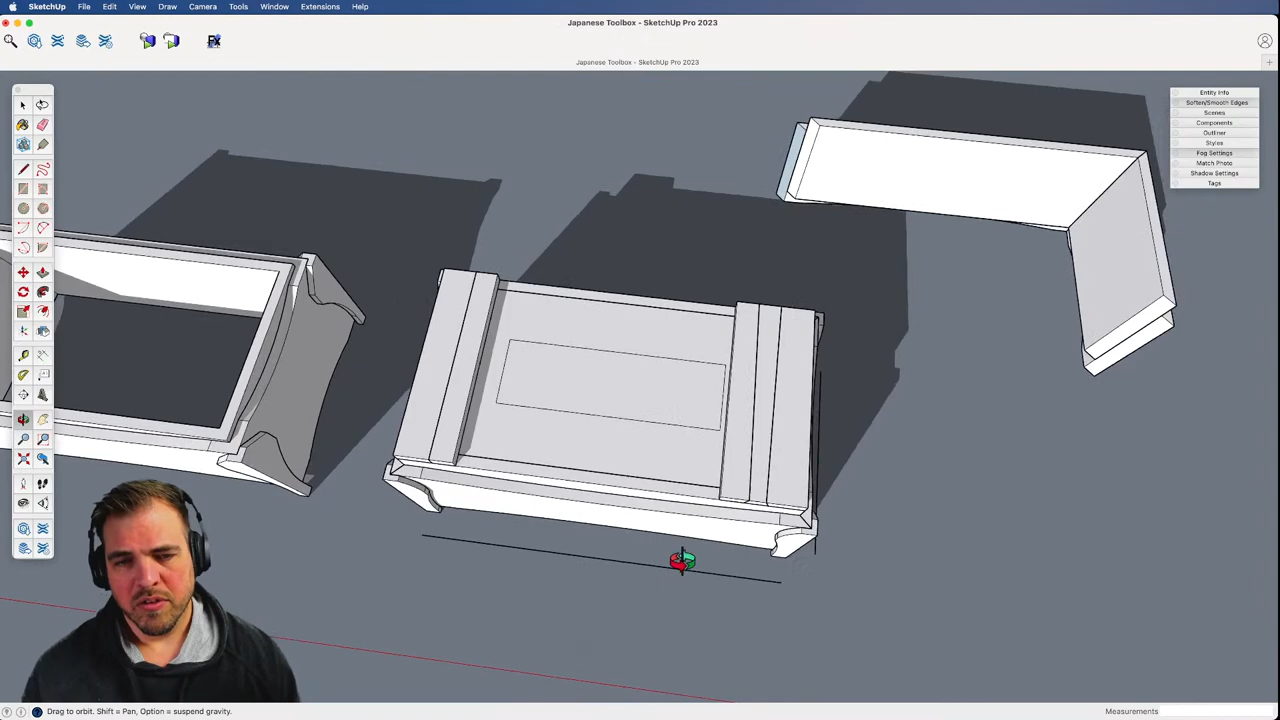 SketchUp File Edit View Draw Camera Tools Window Extensions Help
Japanese Toolbox - SketchUp Pro 2023
Japanese Toolbox - SketchUp Pro 2023
Entity Info
Soften/Smooth Edges
Scenes
Components
Outliner
Styles
Fog Settings
Match Photo
Shadow Settings
Tags
Drag to orbit. Shift = Pan, Option = suspend gravity.
Measurements